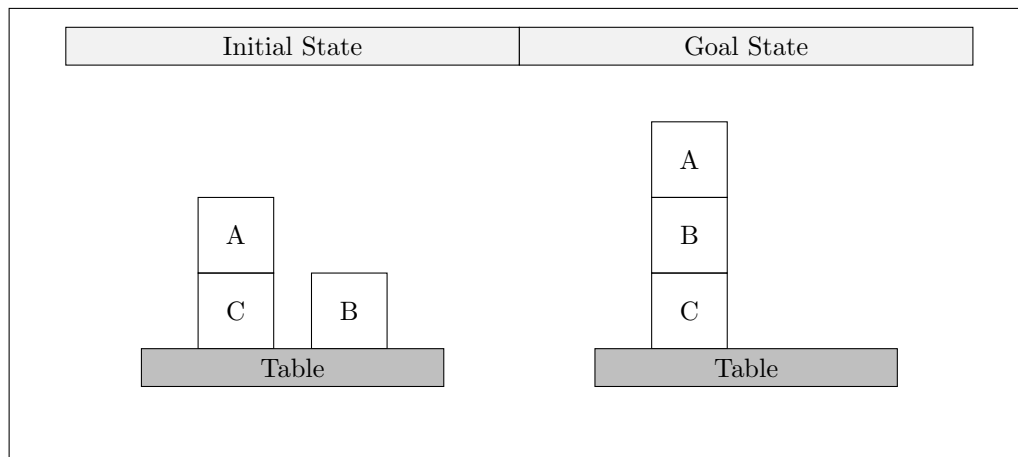 Initial State Goal State
A
A B
C B C
Table Table